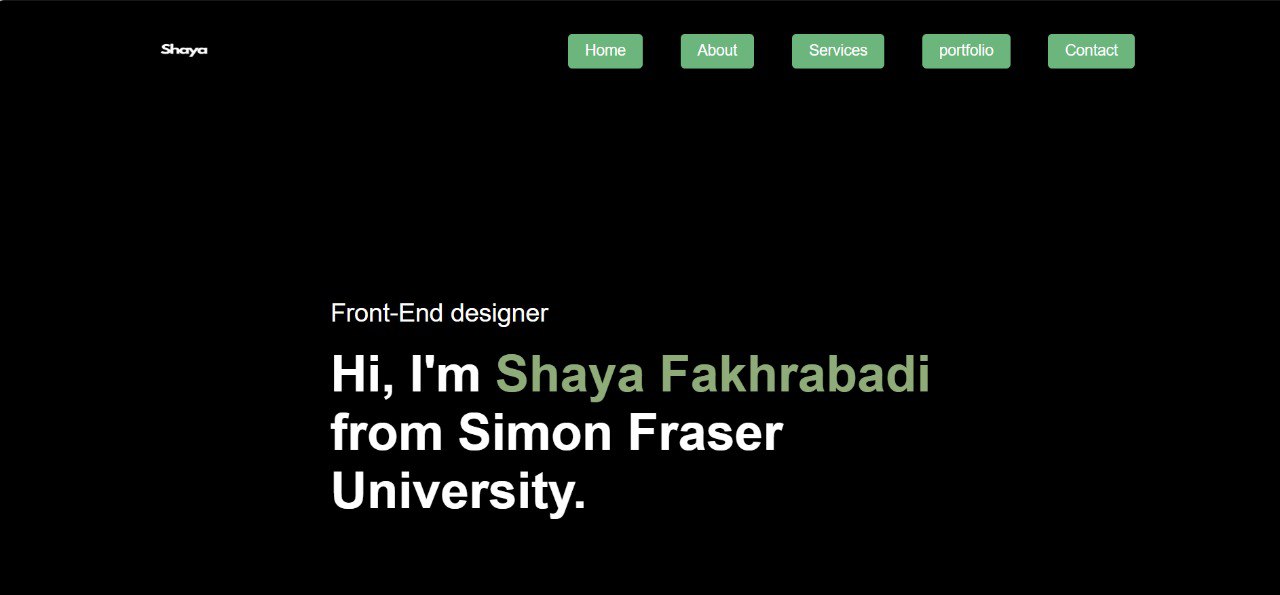 Shaya
Home About Services portfolio Contact
Front-End designer
Hi, I'm Shaya Fakhrabadi
from Simon Fraser
University.